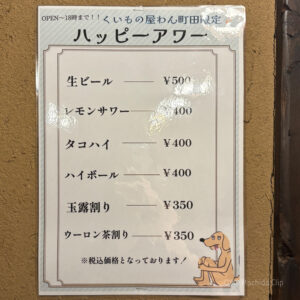 OPEN～18時まで！！くいもの屋わん町田限定
ハッピーアワー
生ビール ￥500
レモンサワー ￥400
タコハイ ￥400
ハイボール ￥400
玉露割り ￥350
ウーロン茶割り ￥350
※税込価格となっております！
Machida Clip